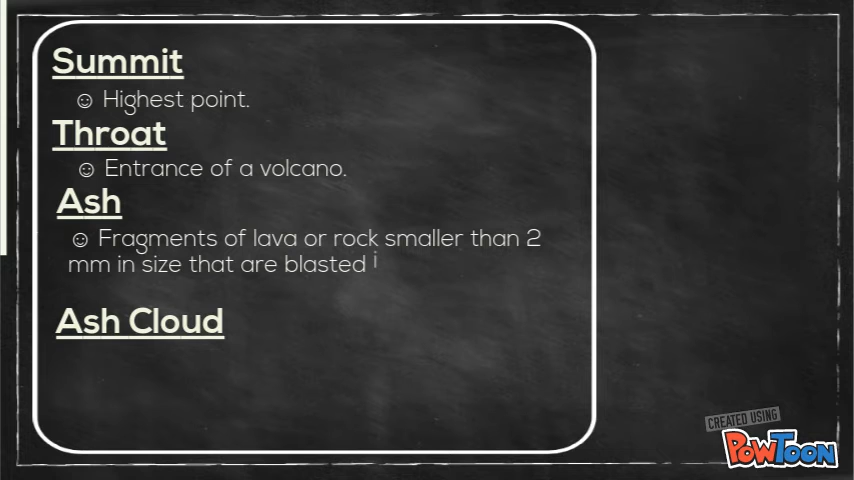 Summit
☺ Highest point.
Throat
☺ Entrance of a volcano.
Ash
☺ Fragments of lava or rock smaller than 2
mm in size that are blasted i
Ash Cloud
CREATED USING
POWTOON